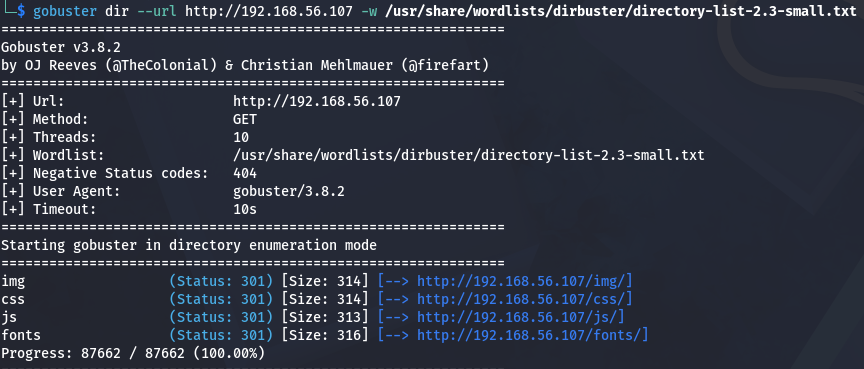 └─$ gobuster dir --url http://192.168.56.107 -w /usr/share/wordlists/dirbuster/directory-list-2.3-small.txt
===============================================================
Gobuster v3.8.2
by OJ Reeves (@TheColonial) & Christian Mehlmauer (@firefart)
===============================================================
[+] Url:                     http://192.168.56.107
[+] Method:                  GET
[+] Threads:                 10
[+] Wordlist:                /usr/share/wordlists/dirbuster/directory-list-2.3-small.txt
[+] Negative Status codes:   404
[+] User Agent:              gobuster/3.8.2
[+] Timeout:                 10s
===============================================================
Starting gobuster in directory enumeration mode
===============================================================
img                  (Status: 301) [Size: 314] [--> http://192.168.56.107/img/]
css                  (Status: 301) [Size: 314] [--> http://192.168.56.107/css/]
js                   (Status: 301) [Size: 313] [--> http://192.168.56.107/js/]
fonts                (Status: 301) [Size: 316] [--> http://192.168.56.107/fonts/]
Progress: 87662 / 87662 (100.00%)
===============================================================